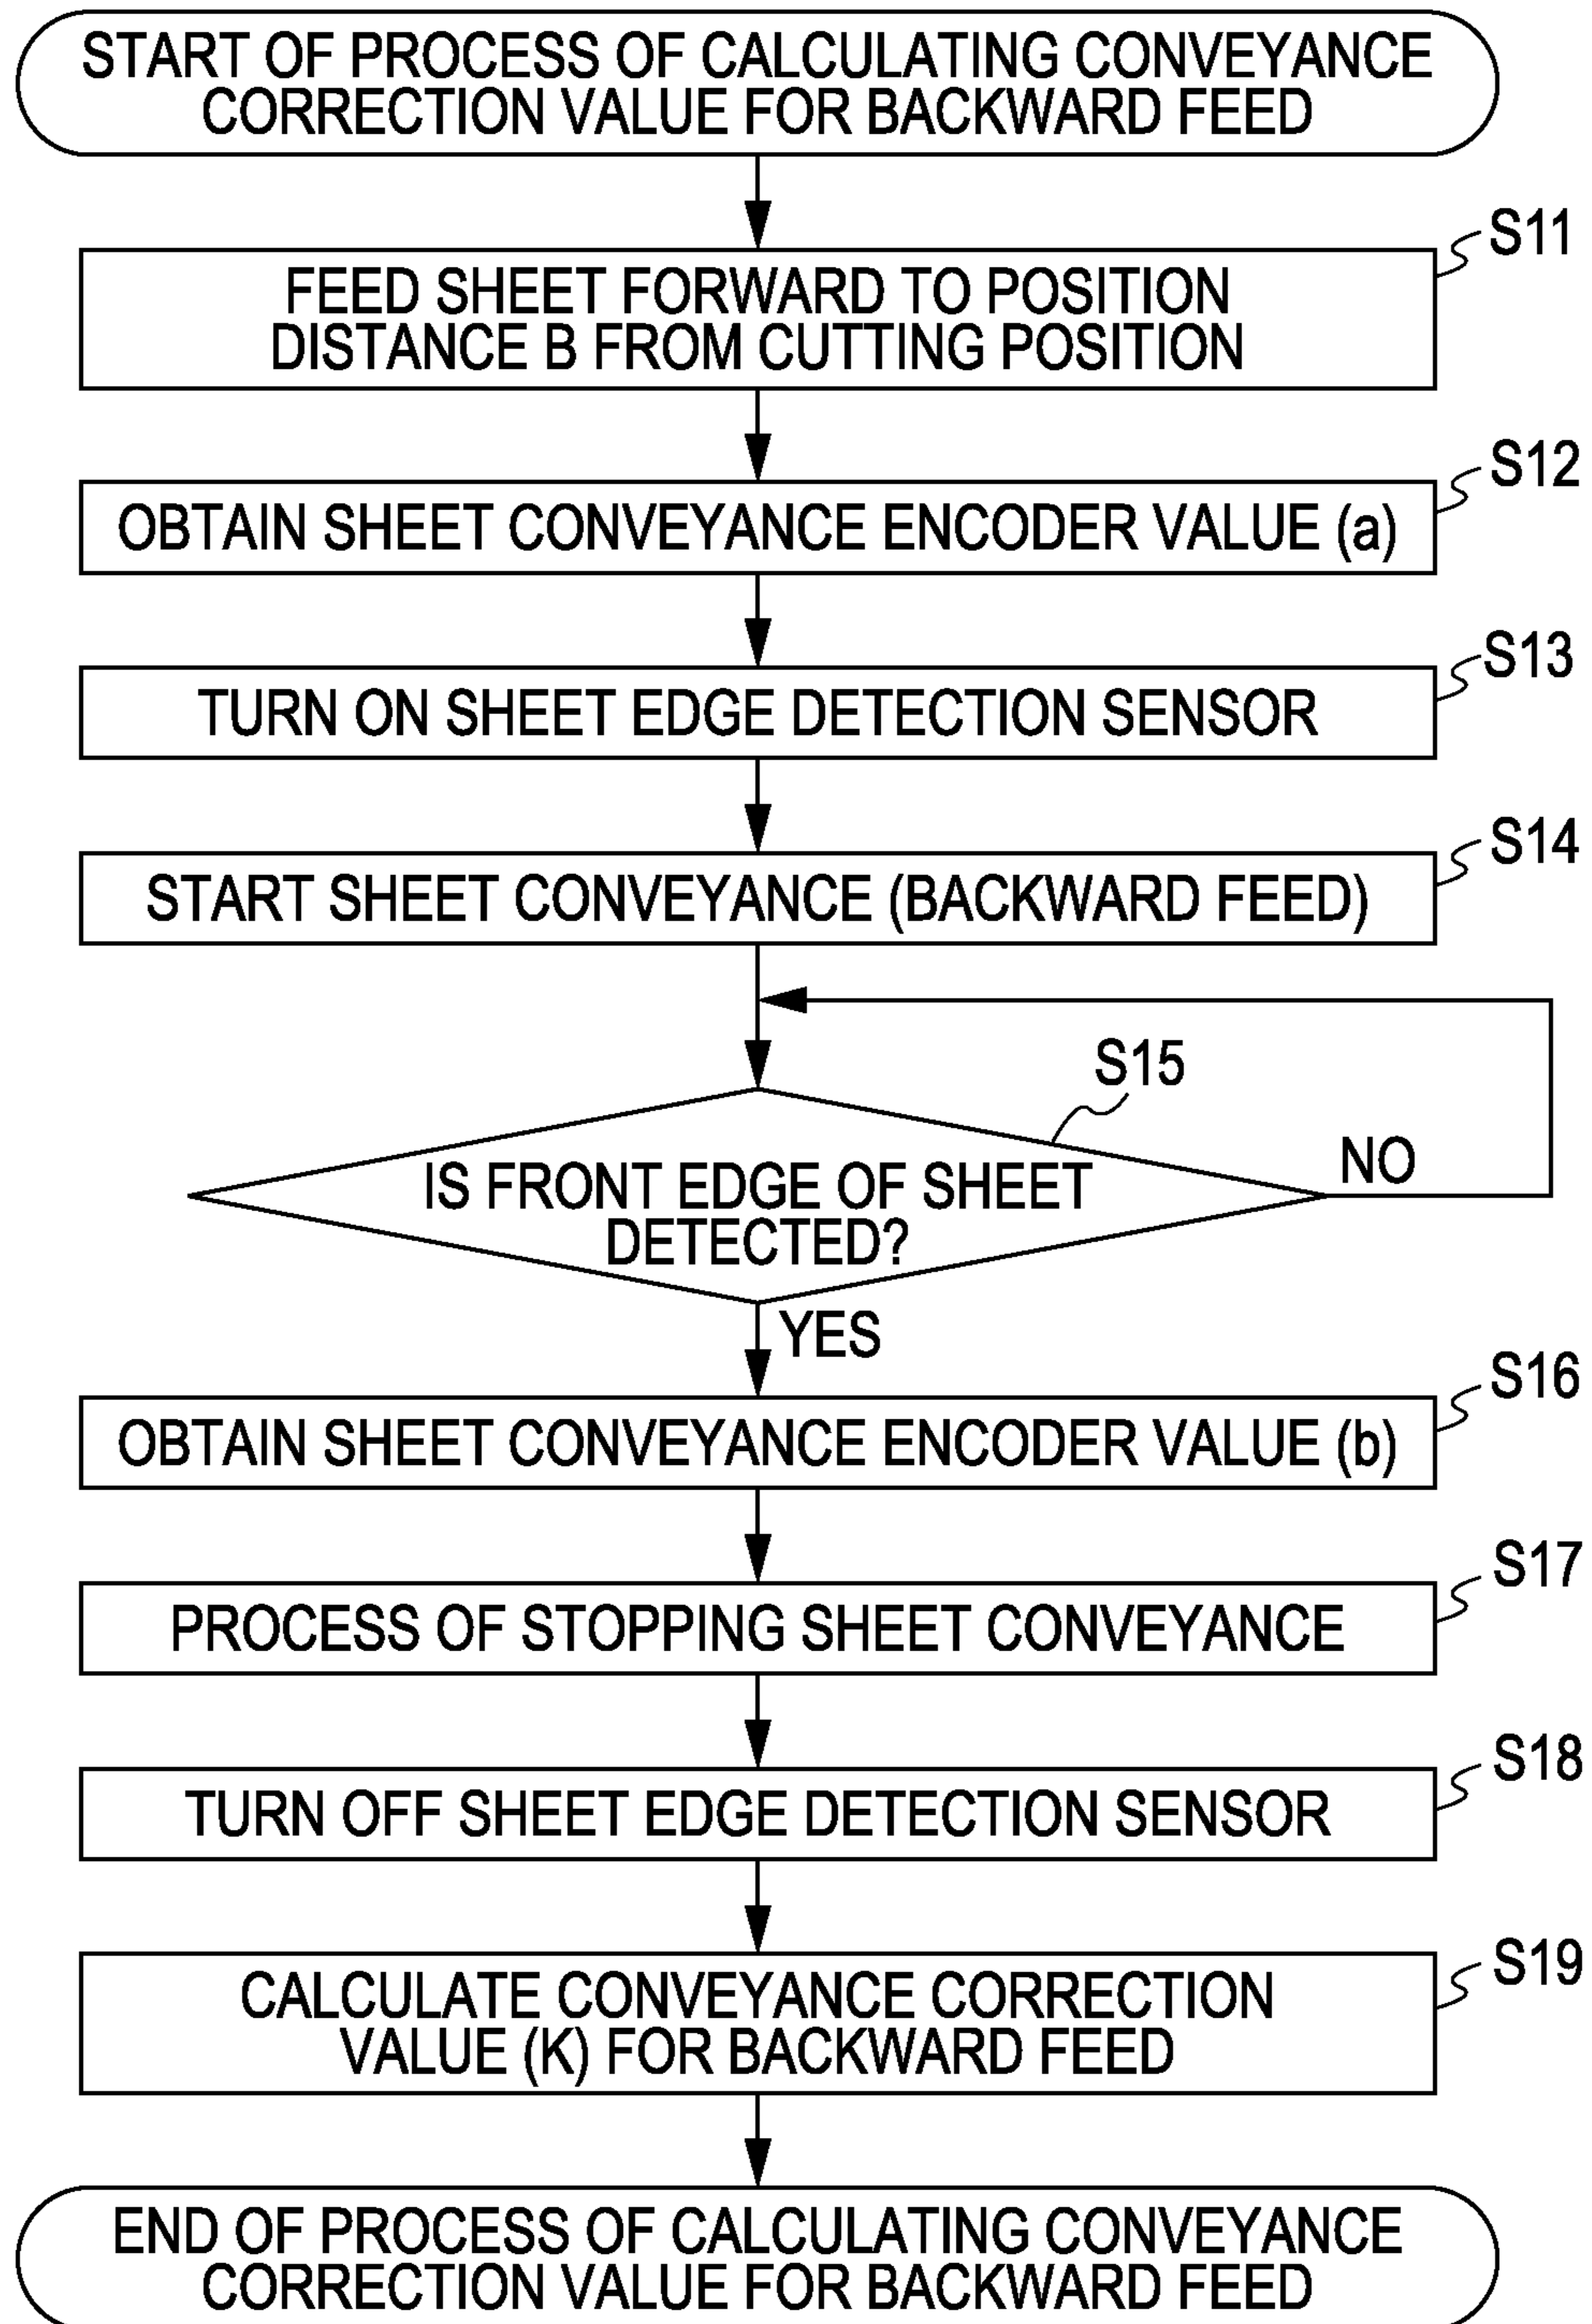 START OF PROCESS OF CALCULATING CONVEYANCE
CORRECTION VALUE FOR BACKWARD FEED
S11
FEED SHEET FORWARD TO POSITION
DISTANCE B FROM CUTTING POSITION
S12
OBTAIN SHEET CONVEYANCE ENCODER VALUE (a)
S13
TURN ON SHEET EDGE DETECTION SENSOR
S14
START SHEET CONVEYANCE (BACKWARD FEED)
S15
IS FRONT EDGE OF SHEET
DETECTED?
NO
YES
S16
OBTAIN SHEET CONVEYANCE ENCODER VALUE (b)
S17
PROCESS OF STOPPING SHEET CONVEYANCE
S18
TURN OFF SHEET EDGE DETECTION SENSOR
S19
CALCULATE CONVEYANCE CORRECTION
VALUE (K) FOR BACKWARD FEED
END OF PROCESS OF CALCULATING CONVEYANCE
CORRECTION VALUE FOR BACKWARD FEED